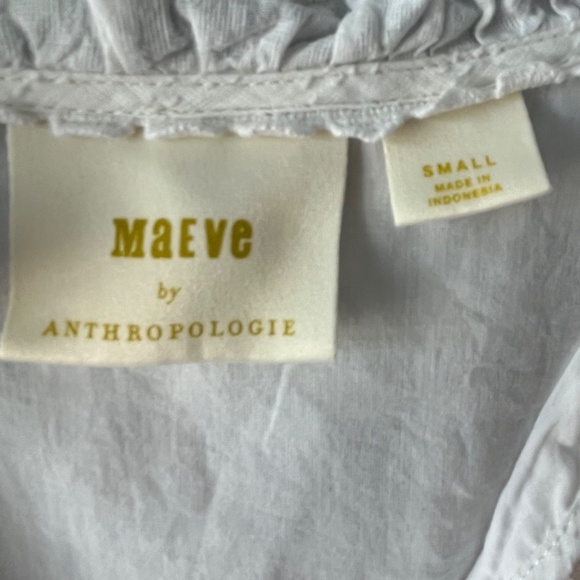 MaEVe
by
ANTHROPOLOGIE
SMALL
MADE IN
INDONESIA